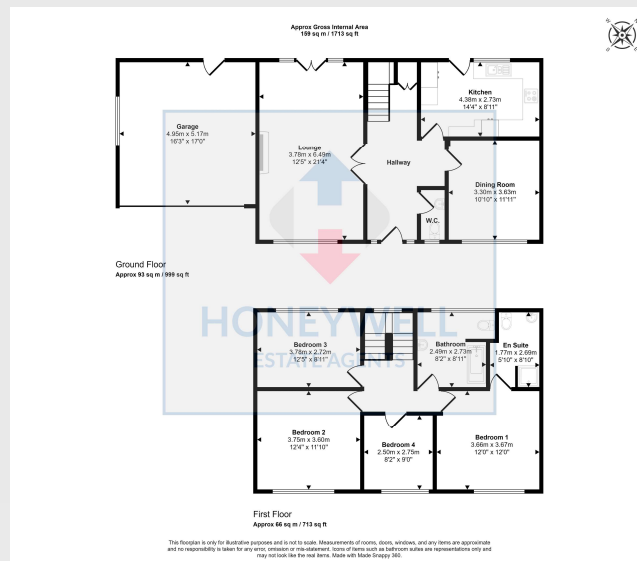 Approx Gross Internal Area
159 sq m / 1713 sq ft
Garage
4.95m x 5.17m
16'3" x 17'0"
Lounge
3.78m x 6.49m
12'5" x 21'4"
Hallway
Kitchen
4.38m x 2.73m
14'4" x 8'11"
Dining Room
3.30m x 3.63m
10'10" x 11'11"
W.C.
Ground Floor
Approx 93 sq m / 999 sq ft
HONEYWELL
ESTATE AGENTS
Bedroom 3
3.78m x 2.72m
12'5" x 8'11"
Bathroom
2.49m x 2.73m
8'2" x 8'11"
En Suite
1.77m x 2.69m
5'10" x 8'10"
Bedroom 2
3.75m x 3.60m
12'4" x 11'10"
Bedroom 4
2.50m x 2.75m
8'2" x 9'0"
Bedroom 1
3.66m x 3.67m
12'0" x 12'0"
First Floor
Approx 66 sq m / 713 sq ft
This floorplan is only for illustrative purposes and is not to scale. Measurements of rooms, doors, windows, and any items are approximate
and no responsibility is taken for any error, omission or mis-statement. Icons of items such as bathroom suites are representations only and
may not look like the real items. Made with Made Snappy 360.